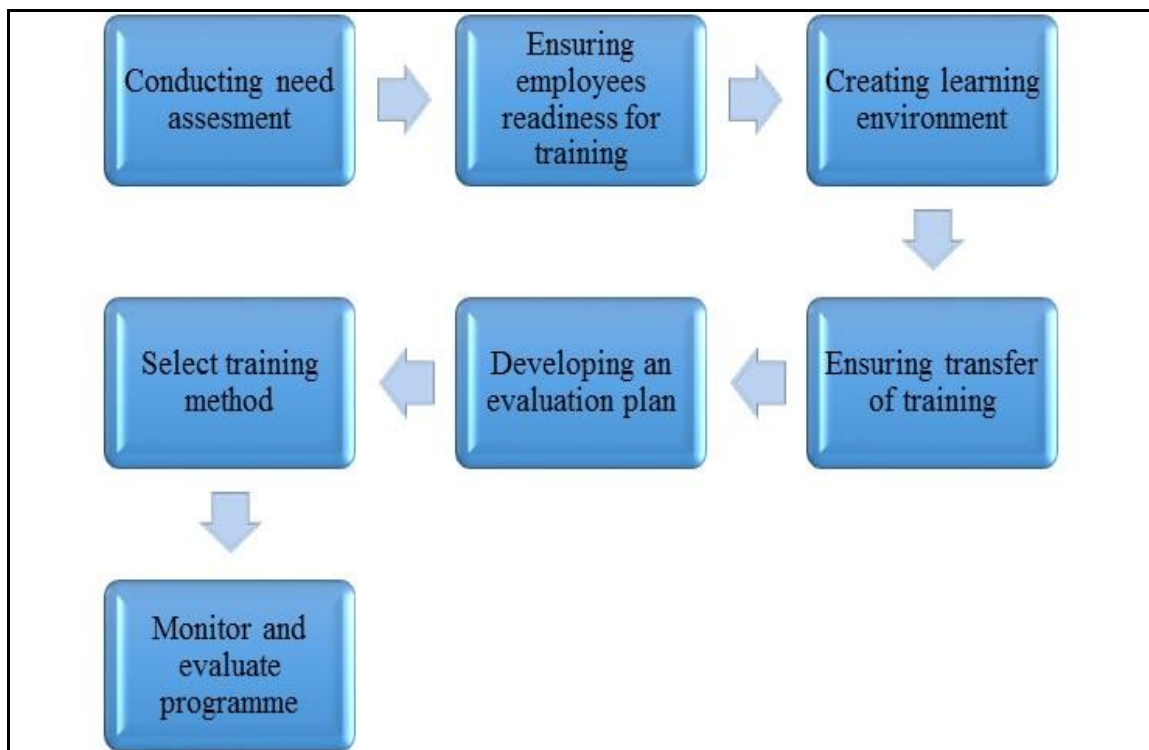 Conducting need
assesment
Ensuring
employees
readiness for
training
Creating learning
environment
Ensuring transfer
of training
Developing an
evaluation plan
Select training
method
Monitor and
evaluate
programme